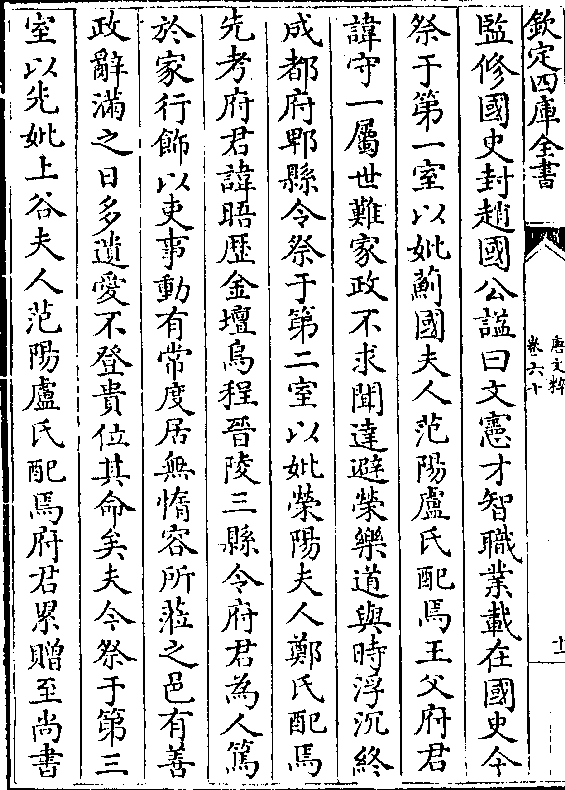 欽定四庫全書
唐文粹
卷六十
十
監修國史封趙國公謚曰文憲才智職業載在國史今
祭于第一室以妣薊國夫人范陽盧氏配焉王父府君
諱守一屬世難家政不求聞達避榮樂道與時浮沉終
成都府郫縣令祭于第二室以妣滎陽夫人鄭氏配焉
先考府君諱晤歷金壇烏程晉陵三縣令府君為人篤
於家行飾以吏事動有常度居無惰容所蒞之邑有善
政辭滿之日多遺愛不登貴位其命矣夫今祭于第三
室以先妣上谷夫人范陽盧氏配焉府君累贈至尚書